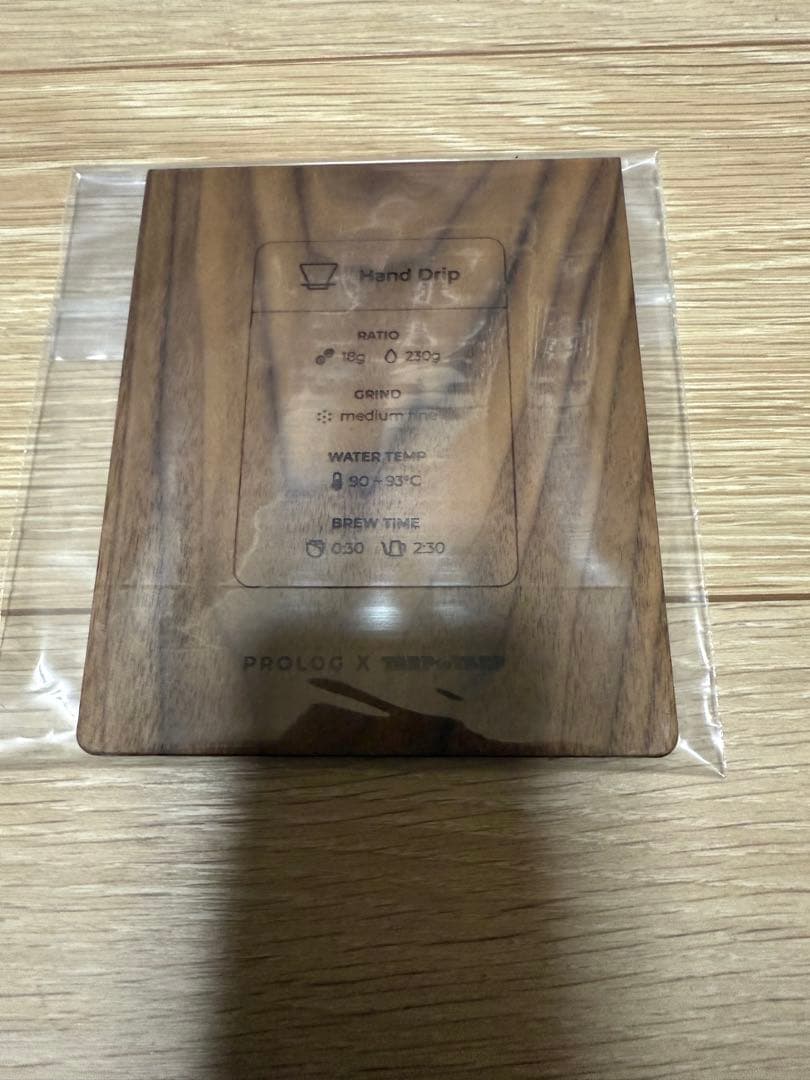 Hand Drip
RATIO
18g 230g
GRIND
medium fine
WATER TEMP
90 ~ 93°C
BREW TIME
0:30 2:30
PROLOG X